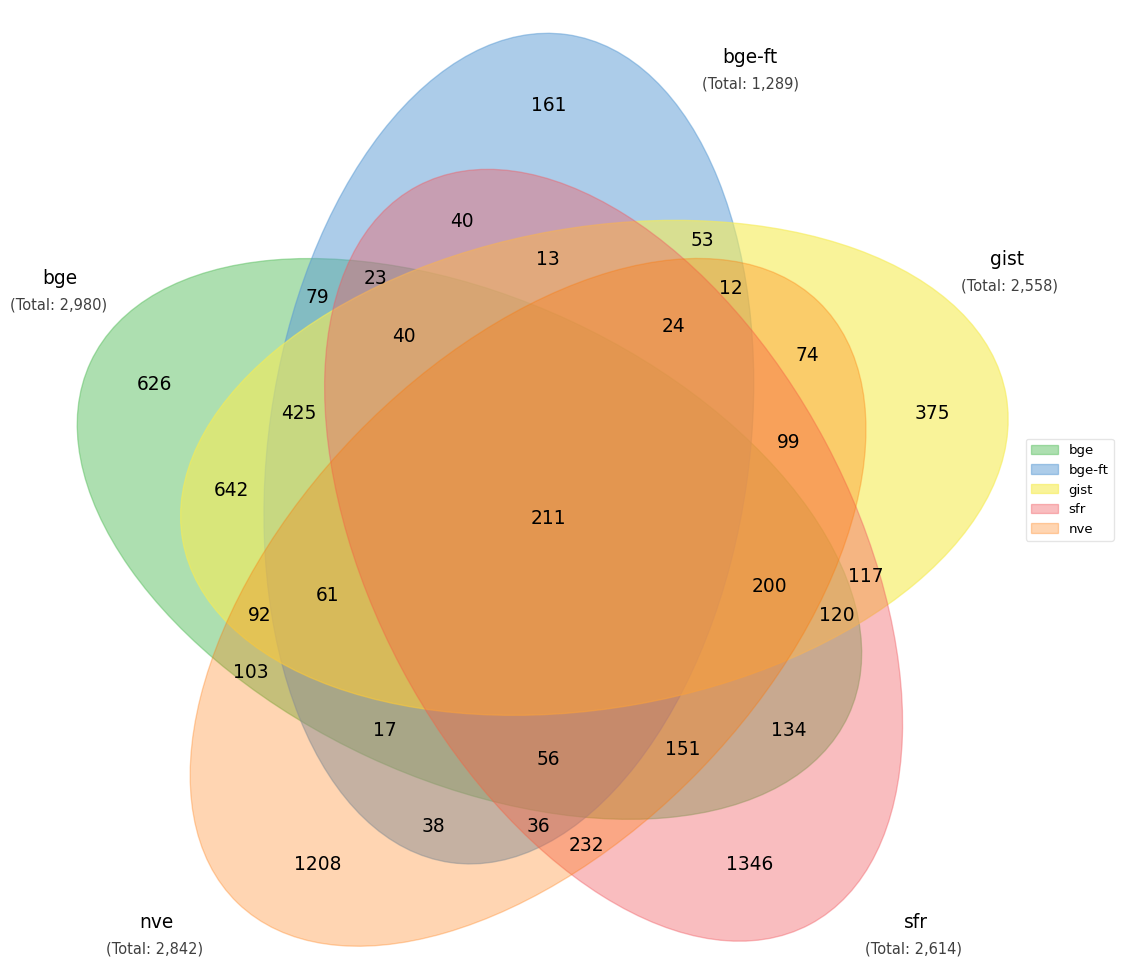 bge-ft
(Total: 1,289)
161
40
53
13
gist
(Total: 2,558)
bge
(Total: 2,980)
23
79
12
40
24
74
626
425
375
99
642
211
bge
bge-ft
gist
sfr
nve
61
92
200
117
120
103
17
56
151
134
38
36
232
1208
1346
nve
(Total: 2,842)
sfr
(Total: 2,614)